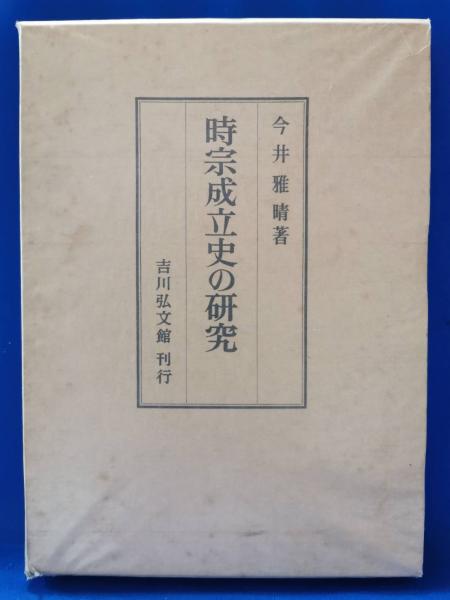 今井雅晴著
時宗成立史の研究
吉川弘文館 刊行